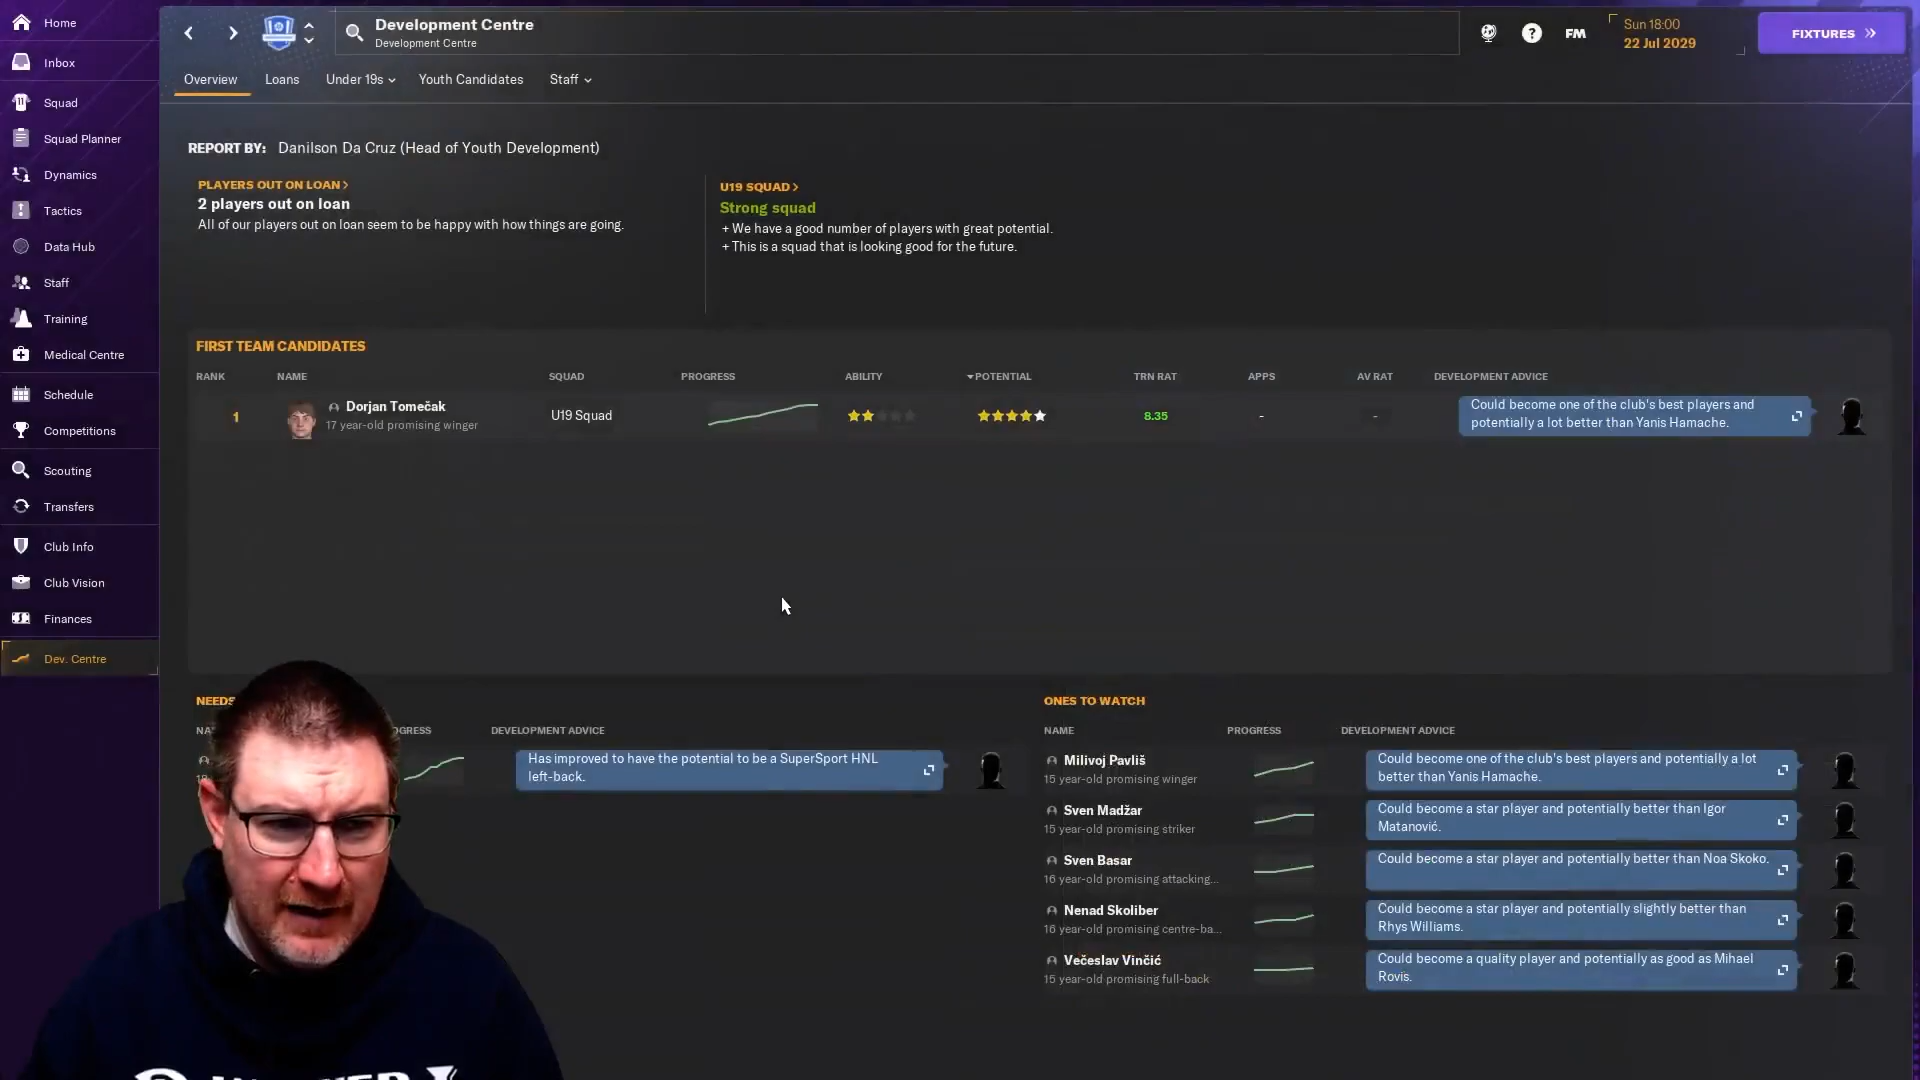 Home
Inbox
Squad
Squad Planner
Dynamics
Tactics
Data Hub
Staff
Training
Medical Centre
Schedule
Competitions
Scouting
Transfers
Club Info
Club Vision
Finances
Dev. Centre
Development Centre
Development Centre
?
FM
Sun 18:00
22 Jul 2029
FIXTURES
Overview
Loans
Under 19s
Youth Candidates
Staff
REPORT BY: Danilson Da Cruz (Head of Youth Development)
PLAYERS OUT ON LOAN >
2 players out on loan
All of our players out on loan seem to be happy with how things are going.
U19 SQUAD >
Strong squad
+ We have a good number of players with great potential.
+ This is a squad that is looking good for the future.
FIRST TEAM CANDIDATES
RANK NAME SQUAD PROGRESS ABILITY POTENTIAL TRN RAT APPS AV RAT DEVELOPMENT ADVICE
1
Dorjan Tomečak
17 year-old promising winger
U19 Squad
8.35
-
-
Could become one of the club's best players and
potentially a lot better than Yanis Hamache.
NEEDS
DEVELOPMENT ADVICE
Has improved to have the potential to be a SuperSport HNL
left-back.
ONES TO WATCH
NAME PROGRESS DEVELOPMENT ADVICE
Milivoj Pavliš
15 year-old promising winger
Could become one of the club's best players and potentially a lot
better than Yanis Hamache.
Sven Madžar
15 year-old promising striker
Could become a star player and potentially better than Igor
Matanović.
Sven Basar
16 year-old promising attacking...
Could become a star player and potentially better than Noa Skoko.
Nenad Skoliber
16 year-old promising centre-ba...
Could become a star player and potentially slightly better than
Rhys Williams.
Večeslav Vinčić
15 year-old promising full-back
Could become a quality player and potentially as good as Mihael
Rovis.